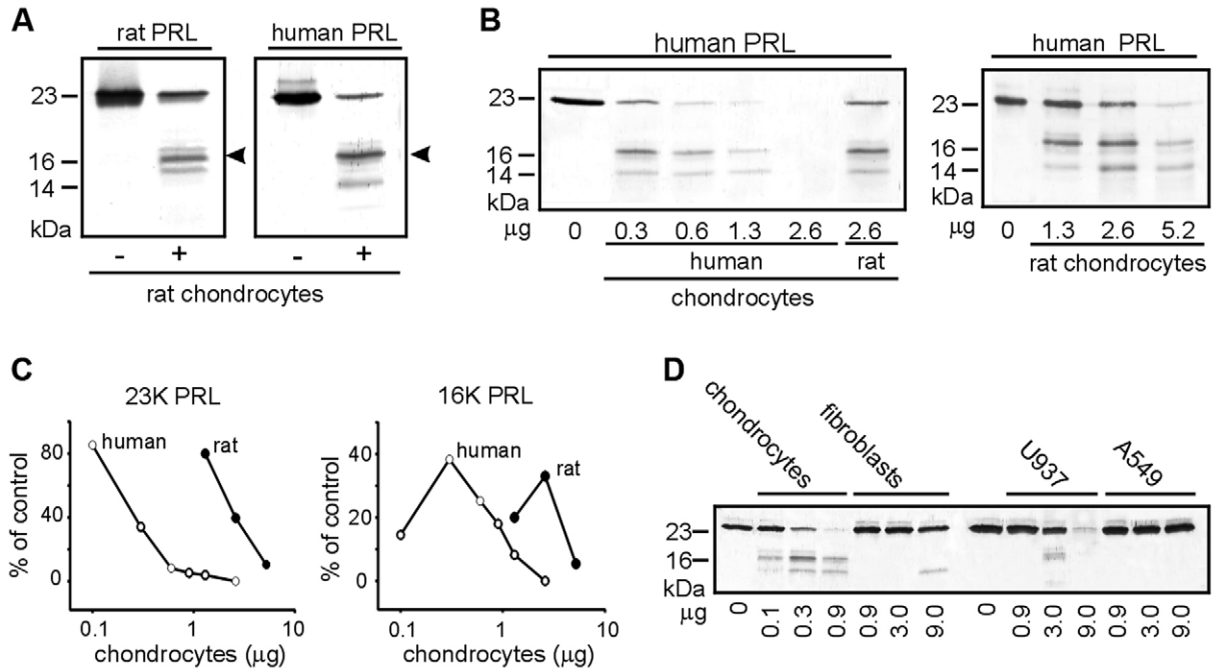 A
rat PRL human PRL
23
16
14
kDa
- + - +
rat chondrocytes
B
human PRL
23
16
14
kDa
µg 0 0.3 0.6 1.3 2.6 2.6
human rat
chondrocytes
human PRL
23
16
14
kDa
µg 0 1.3 2.6 5.2
rat chondrocytes
C
23K PRL
% of control
80
40
0
human rat
0.1 1 10
chondrocytes (µg)
16K PRL
% of control
40
20
0
human
rat
0.1 1 10
chondrocytes (µg)
D
chondrocytes fibroblasts U937 A549
23
16
kDa
µg 0 0.1 0.3 0.9 0.9 3.0 9.0 0 0.9 3.0 9.0 0.9 3.0 9.0